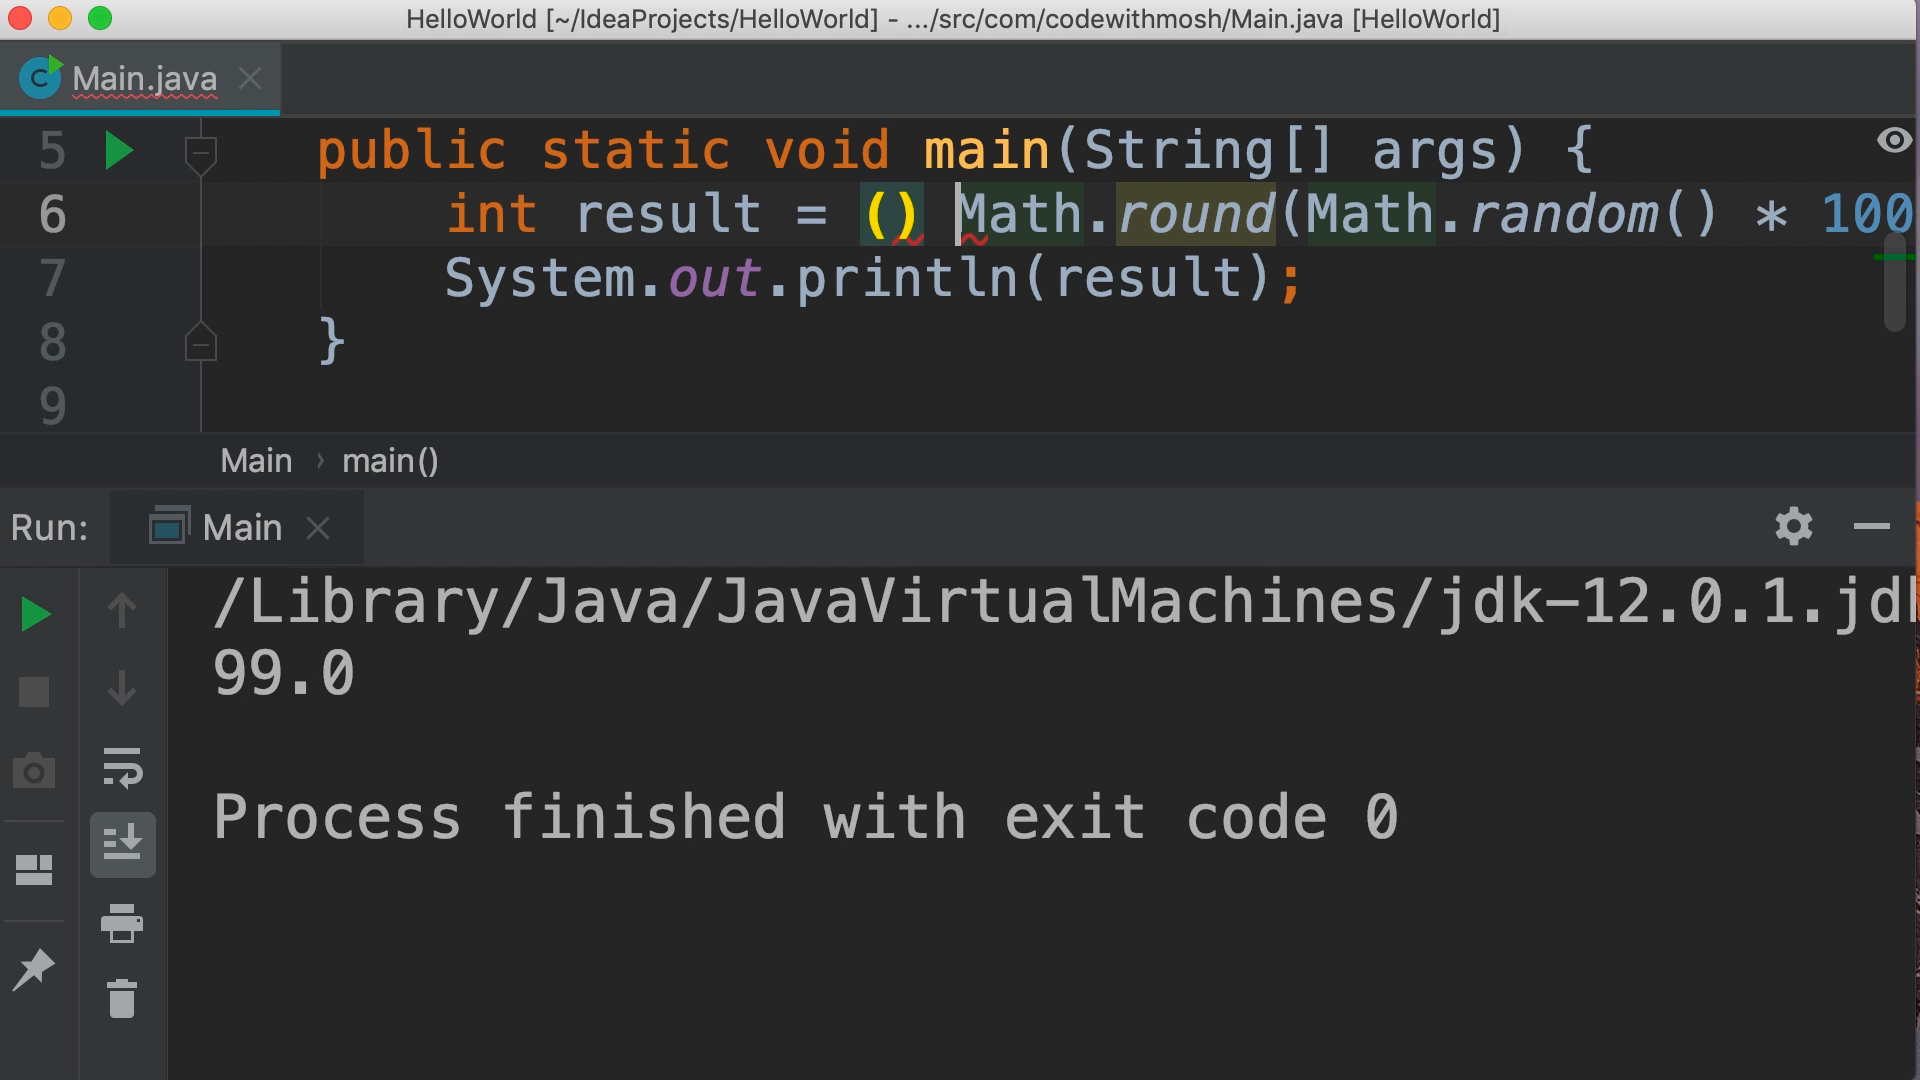 HelloWorld [~/IdeaProjects/HelloWorld] - .../src/com/codewithmosh/Main.java [HelloWorld]
Main.java
5 public static void main(String[] args) {
6 int result = () Math.round(Math.random() * 100
7 System.out.println(result);
8 }
9
Main › main()
Run: Main
/Library/Java/JavaVirtualMachines/jdk-12.0.1.jdk
99.0
Process finished with exit code 0